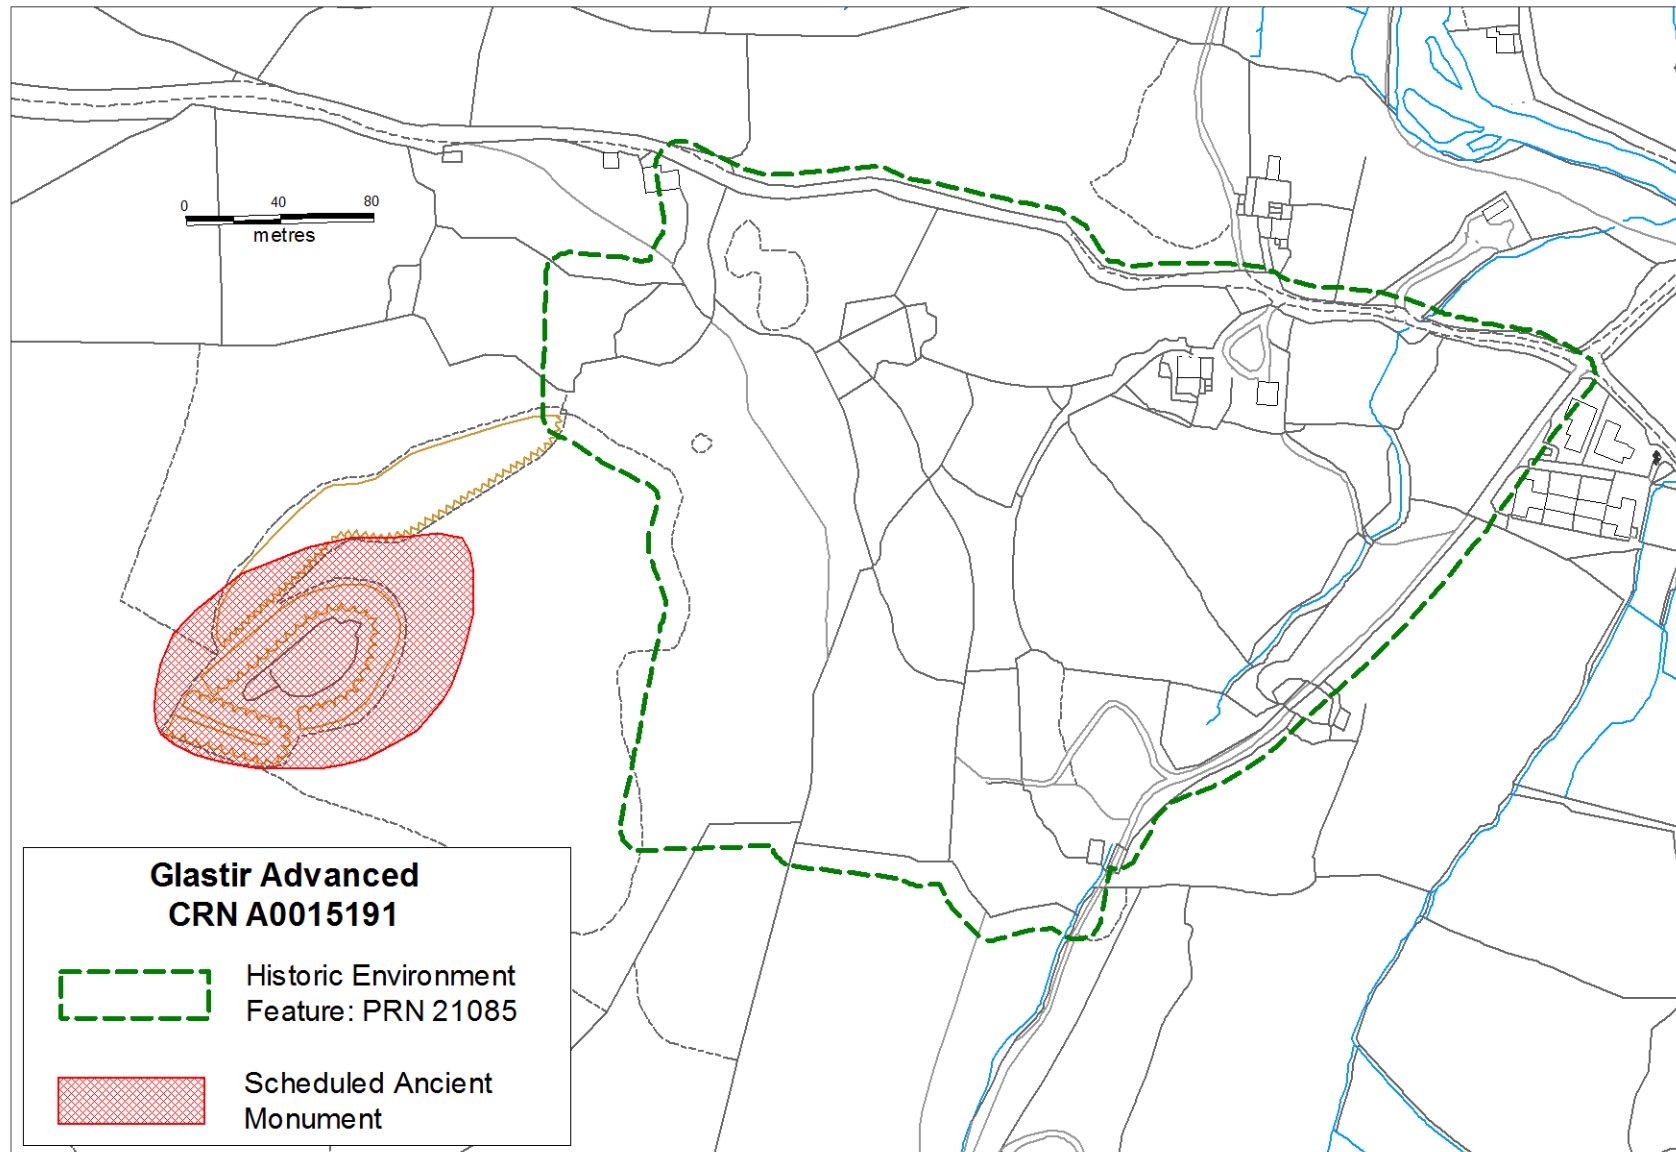 0 40 80
metres
Glastir Advanced
CRN A0015191
Historic Environment
Feature: PRN 21085
Scheduled Ancient
Monument